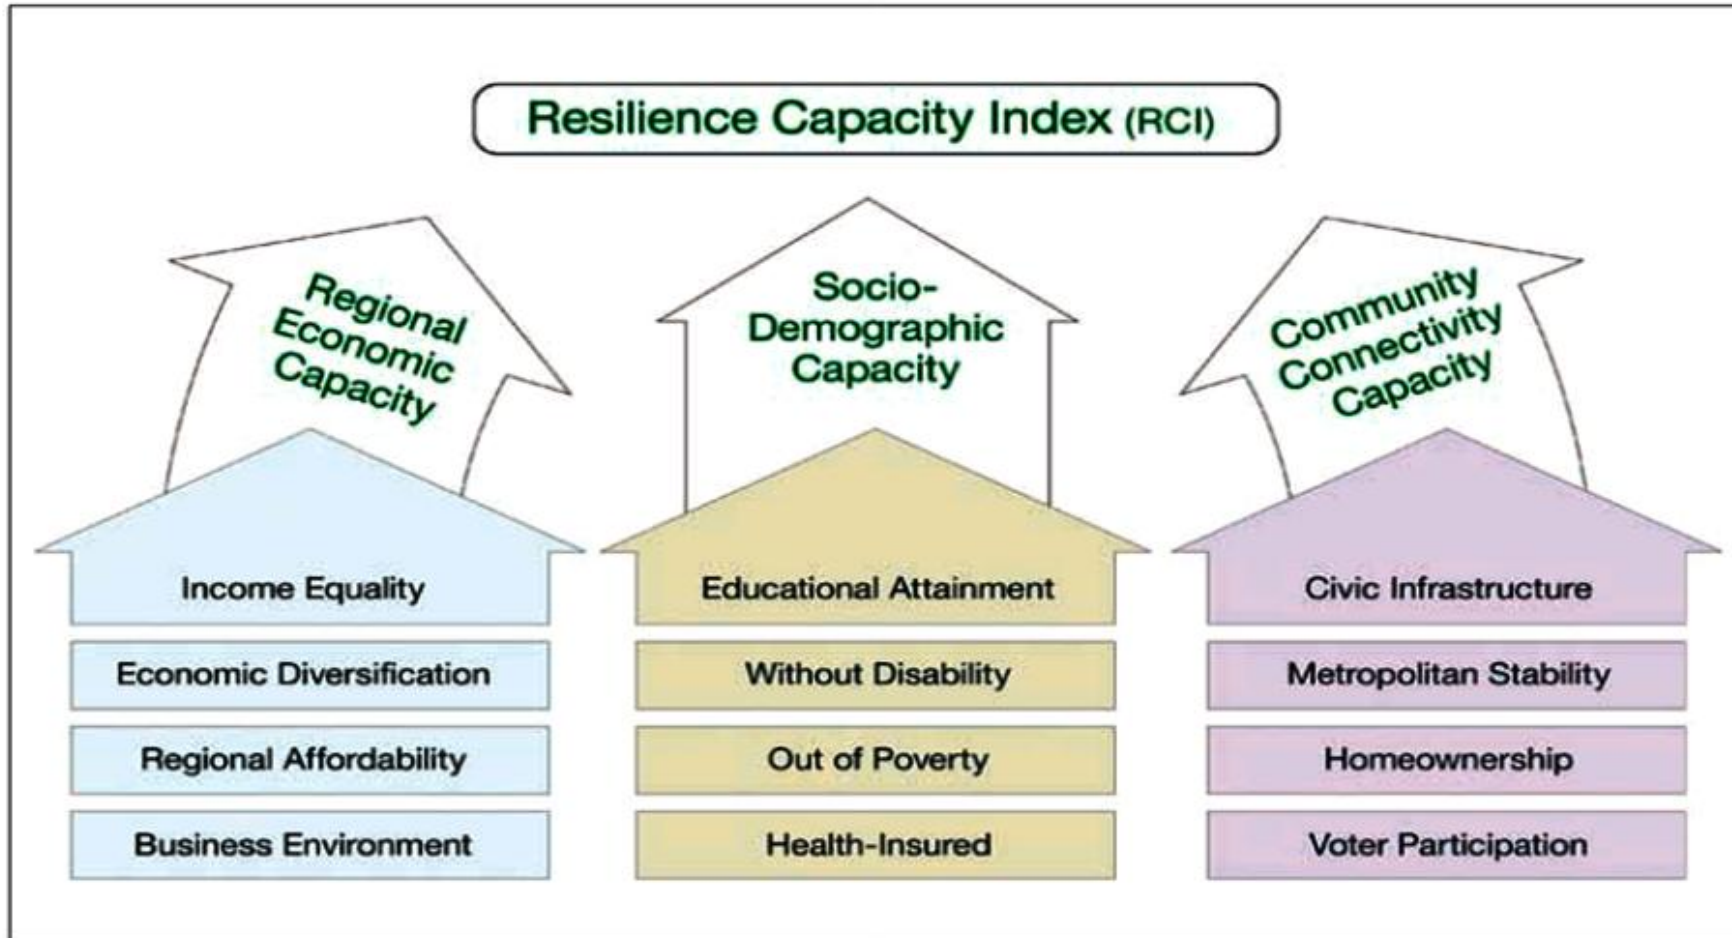 Resilience Capacity Index (RCI)
Regional
Economic
Capacity
Socio-
Demographic
Capacity
Community
Connectivity
Capacity
Income Equality
Economic Diversification
Regional Affordability
Business Environment
Educational Attainment
Without Disability
Out of Poverty
Health-Insured
Civic Infrastructure
Metropolitan Stability
Homeownership
Voter Participation